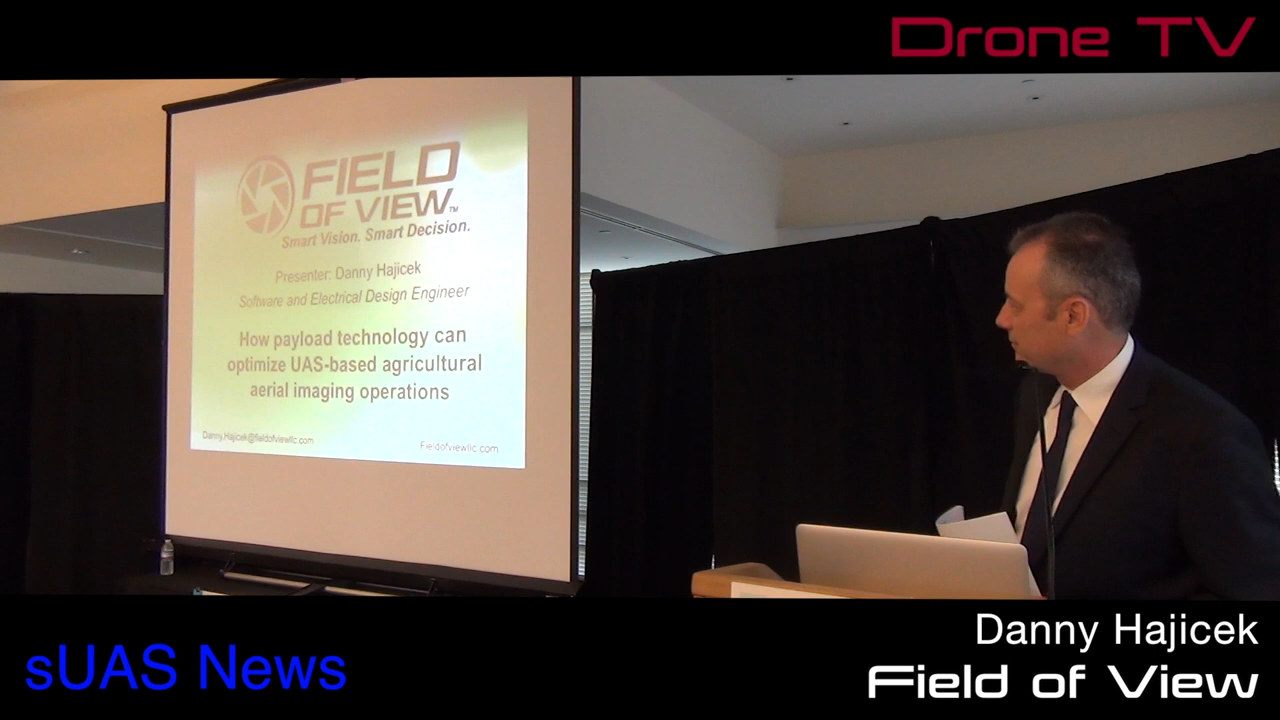 Drone TV
FIELD
OF VIEW™
Smart Vision. Smart Decision.
Presenter: Danny Hajicek
Software and Electrical Design Engineer
How payload technology can
optimize UAS-based agricultural
aerial imaging operations
Danny.Hajicek@fieldofviewllc.com
Fieldofviewllc.com
Danny Hajicek
Field of View
sUAS News